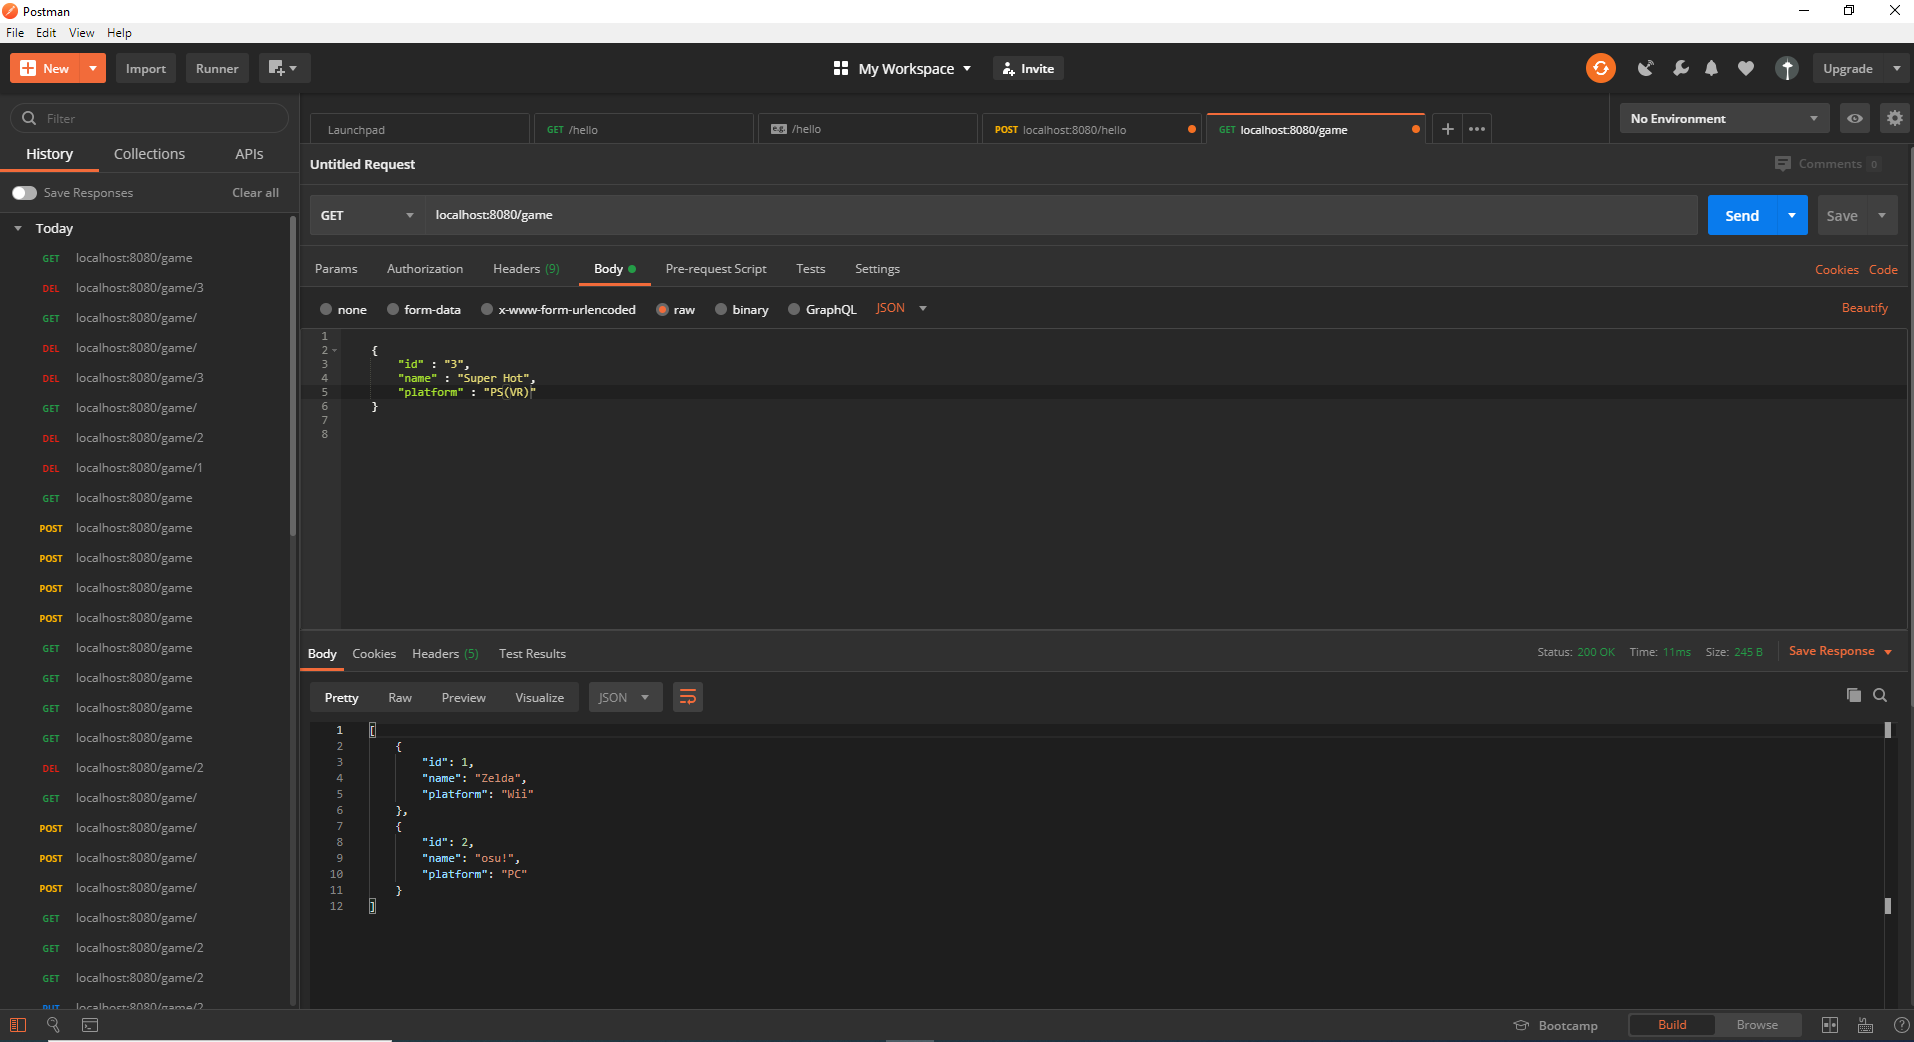 Postman
File Edit View Help
New Import Runner My Workspace Invite Upgrade
Filter
History Collections APIs
Save Responses Clear all
Today
GET localhost:8080/game
DEL localhost:8080/game/3
GET localhost:8080/game/
DEL localhost:8080/game/
DEL localhost:8080/game/3
GET localhost:8080/game/
DEL localhost:8080/game/2
DEL localhost:8080/game/1
GET localhost:8080/game
POST localhost:8080/game
POST localhost:8080/game
POST localhost:8080/game
POST localhost:8080/game
GET localhost:8080/game
GET localhost:8080/game
GET localhost:8080/game
GET localhost:8080/game
DEL localhost:8080/game/2
GET localhost:8080/game/
POST localhost:8080/game/
POST localhost:8080/game/
POST localhost:8080/game/
GET localhost:8080/game/
GET localhost:8080/game/2
GET localhost:8080/game/2
PUT localhost:8080/game/2
Launchpad GET /hello e.g. /hello POST localhost:8080/hello GET localhost:8080/game No Environment
Untitled Request Comments 0
GET localhost:8080/game Send Save
Params Authorization Headers (9) Body Pre-request Script Tests Settings Cookies Code
none form-data x-www-form-urlencoded raw binary GraphQL JSON Beautify
1
2 {
3 "id" : "3",
4 "name" : "Super Hot",
5 "platform" : "PS(VR)"
6 }
7
8
Body Cookies Headers (5) Test Results Status: 200 OK Time: 11ms Size: 245 B Save Response
Pretty Raw Preview Visualize JSON
1 [
2 {
3 "id": 1,
4 "name": "Zelda",
5 "platform": "Wii"
6 },
7 {
8 "id": 2,
9 "name": "osu!",
10 "platform": "PC"
11 }
12 ]
Bootcamp Build Browse